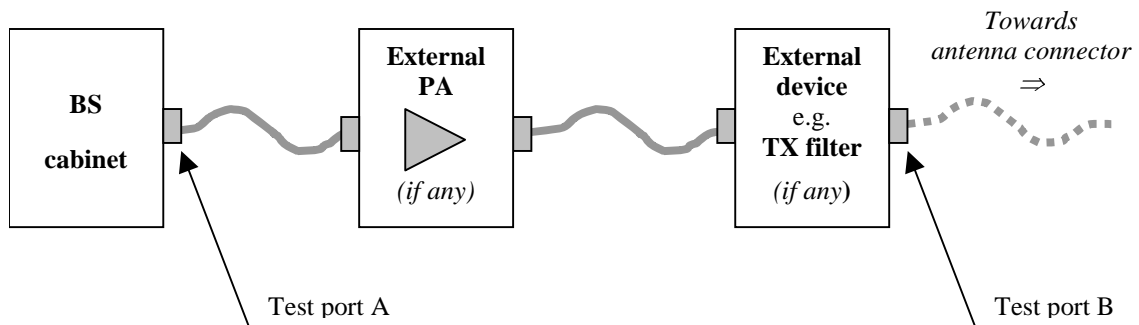 BS
cabinet
External
PA
(if any)
External
device
e.g.
TX filter
(if any)
Towards
antenna connector
⇒
Test port A
Test port B